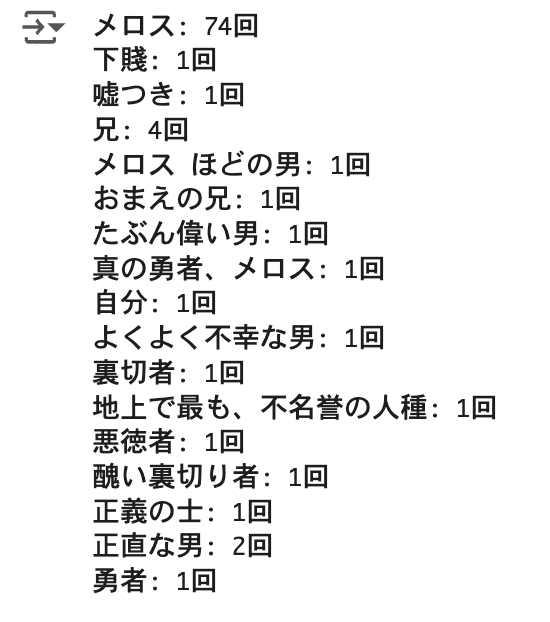 メロス: 74回
下賤: 1回
嘘つき: 1回
兄: 4回
メロス ほどの男: 1回
おまえの兄: 1回
たぶん偉い男: 1回
真の勇者、メロス: 1回
自分: 1回
よくよく不幸な男: 1回
裏切者: 1回
地上で最も、不名誉の人種: 1回
悪徳者: 1回
醜い裏切り者: 1回
正義の士: 1回
正直な男: 2回
勇者: 1回